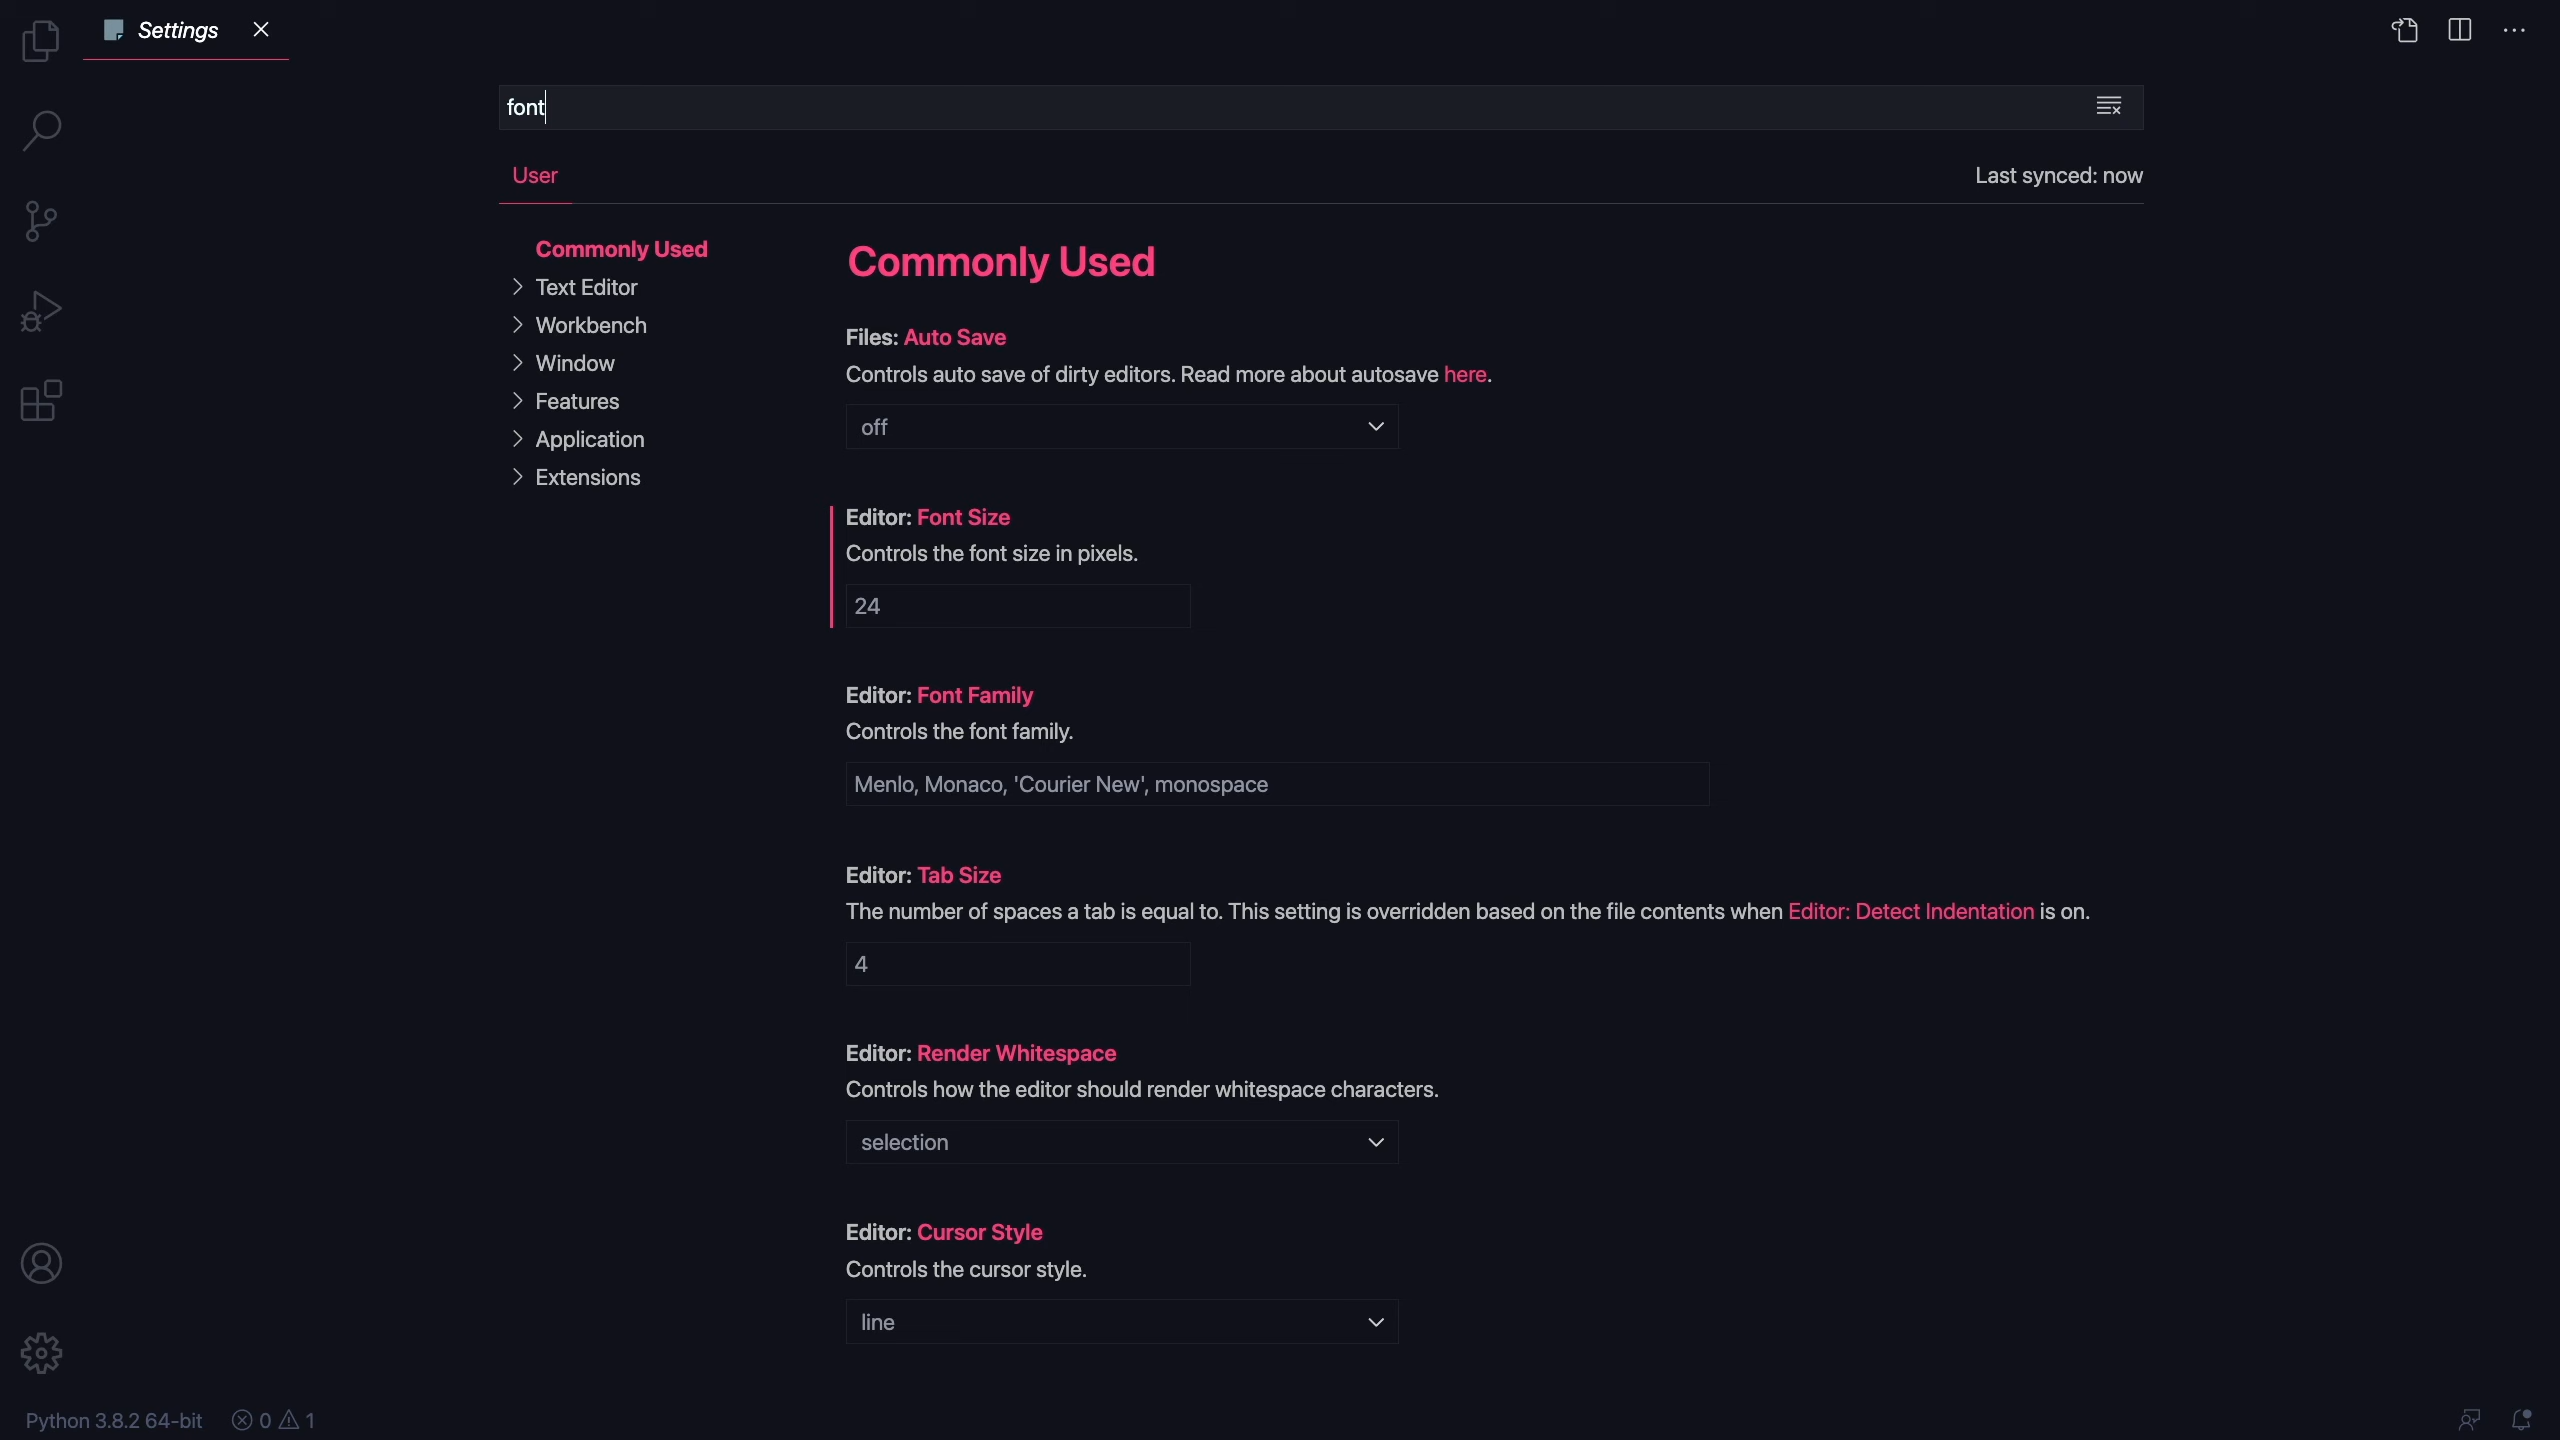 Settings
font
User
Last synced: now
Commonly Used
Text Editor
Workbench
Window
Features
Application
Extensions
Commonly Used
Files: Auto Save
Controls auto save of dirty editors. Read more about autosave here.
off
Editor: Font Size
Controls the font size in pixels.
24
Editor: Font Family
Controls the font family.
Menlo, Monaco, 'Courier New', monospace
Editor: Tab Size
The number of spaces a tab is equal to. This setting is overridden based on the file contents when Editor: Detect Indentation is on.
4
Editor: Render Whitespace
Controls how the editor should render whitespace characters.
selection
Editor: Cursor Style
Controls the cursor style.
line
Python 3.8.2 64-bit 0 1